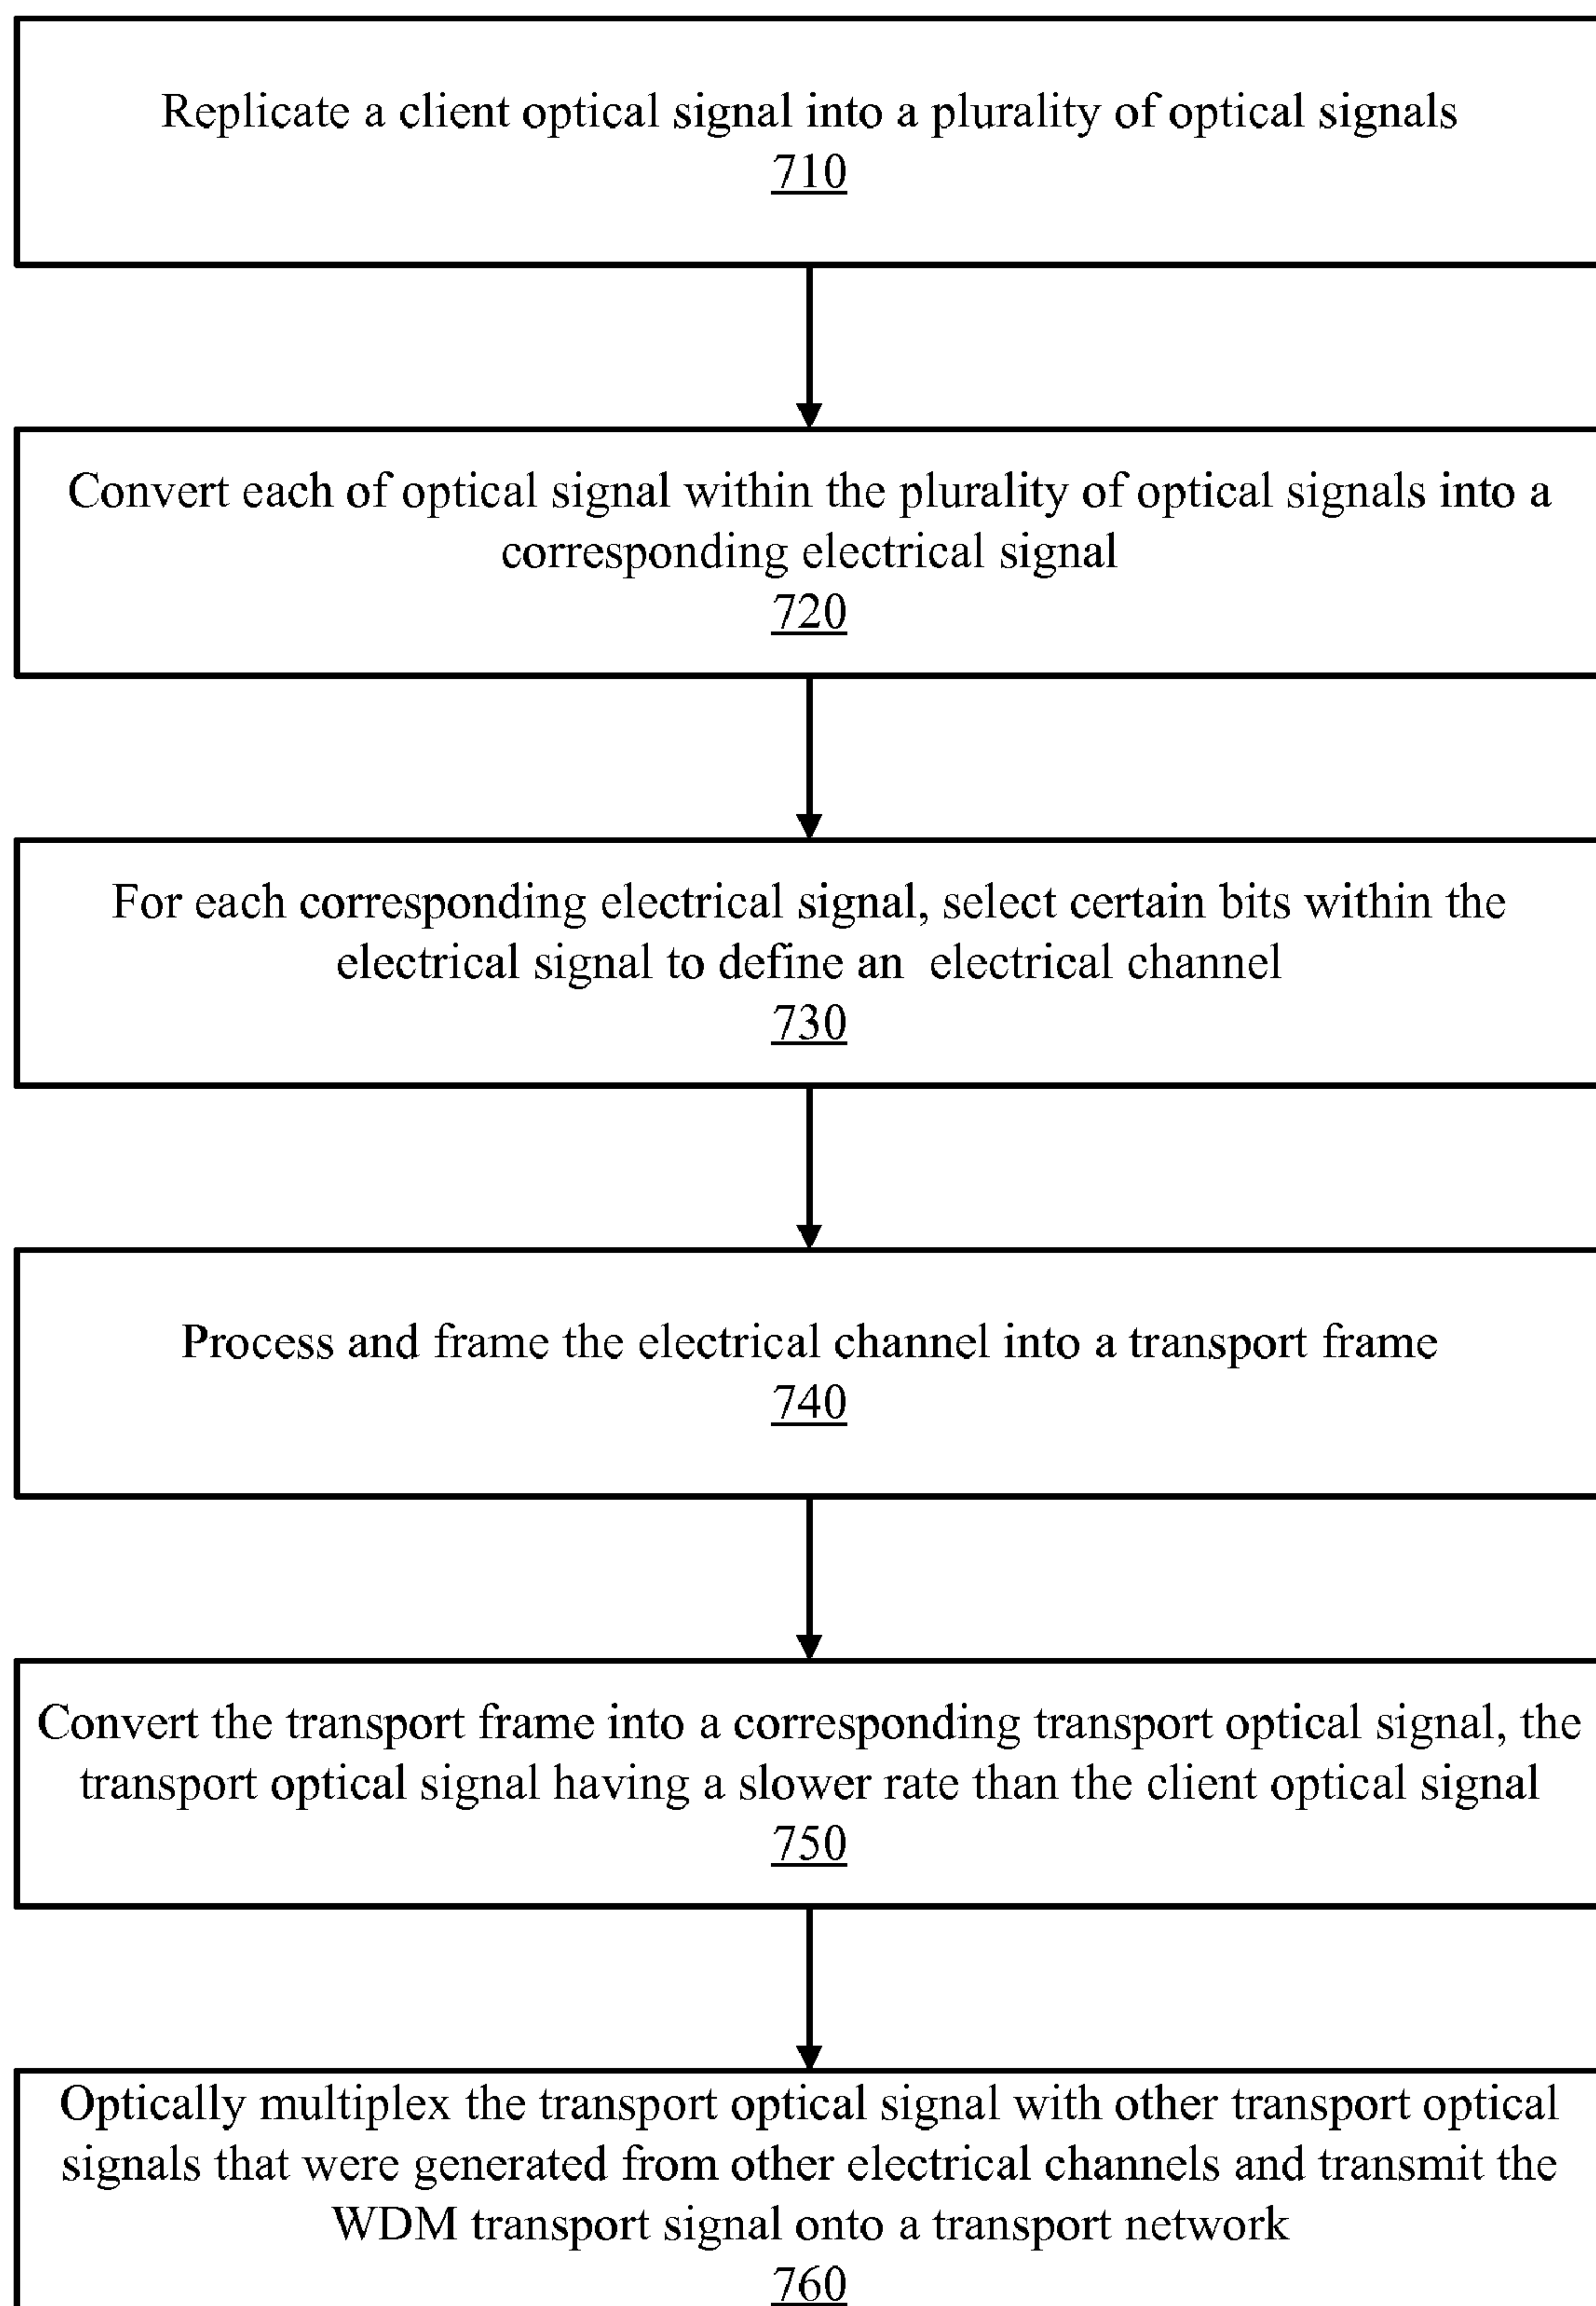 Replicate a client optical signal into a plurality of optical signals
710
Convert each of optical signal within the plurality of optical signals into a
corresponding electrical signal
720
For each corresponding electrical signal, select certain bits within the
electrical signal to define an electrical channel
730
Process and frame the electrical channel into a transport frame
740
Convert the transport frame into a corresponding transport optical signal, the
transport optical signal having a slower rate than the client optical signal
750
Optically multiplex the transport optical signal with other transport optical
signals that were generated from other electrical channels and transmit the
WDM transport signal onto a transport network
760